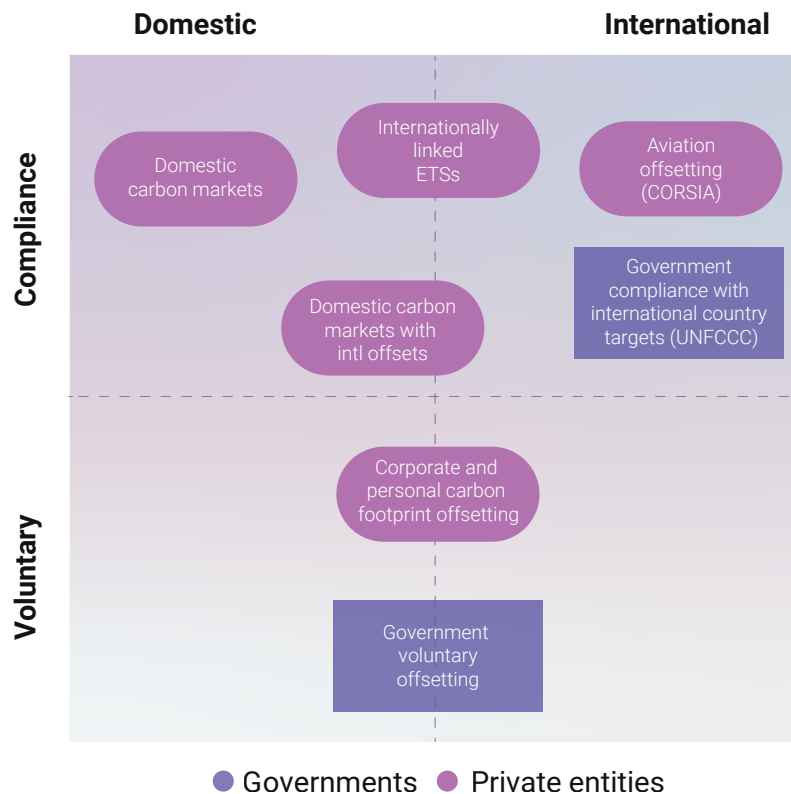 Domestic
International
Compliance
Domestic
carbon markets
Internationally
linked
ETSs
Aviation
offsetting
(CORSIA)
Government
compliance with
international country
targets (UNFCCC)
Domestic carbon
markets with
intl offsets
Voluntary
Corporate and
personal carbon
footprint offsetting
Government
voluntary
offsetting
Governments
Private entities